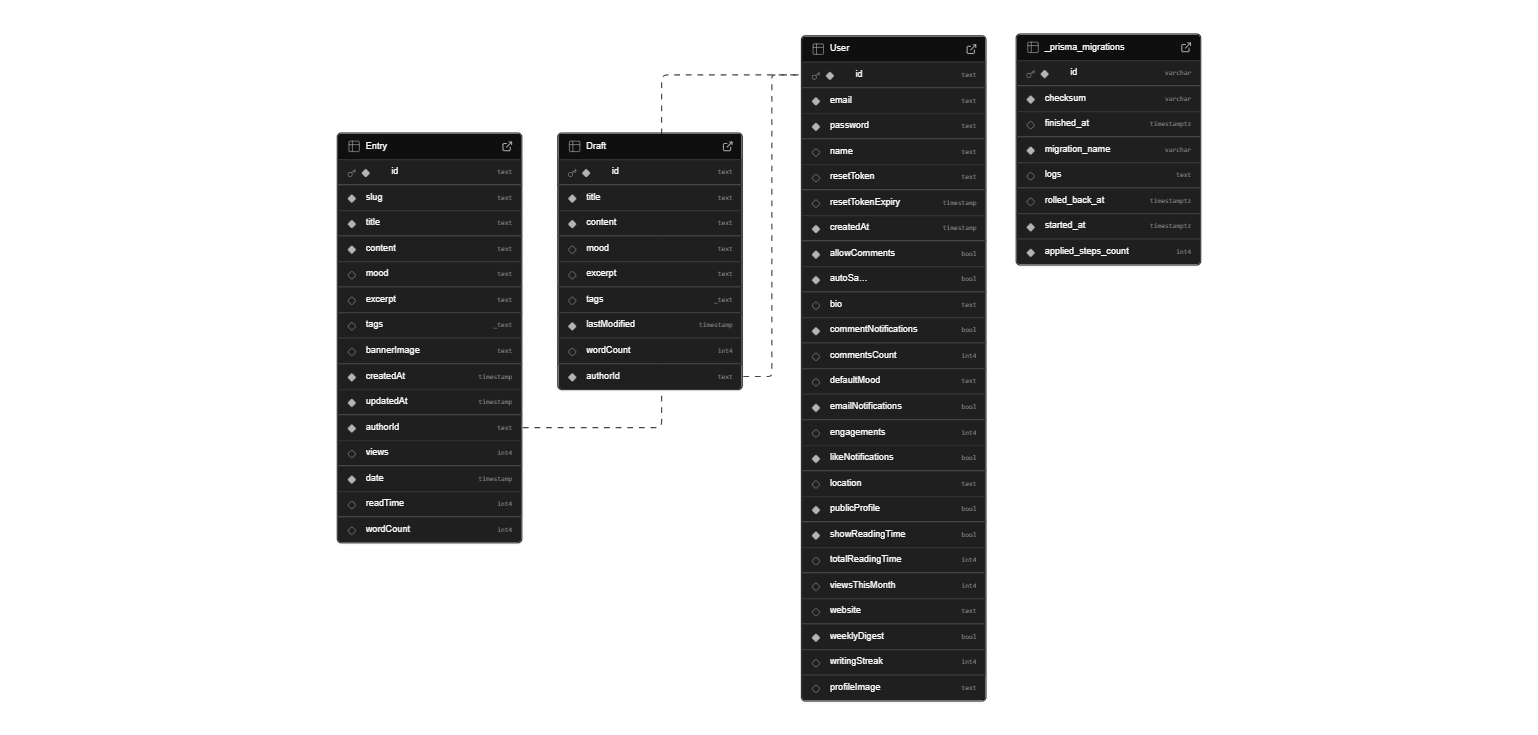 Entry
id text
slug text
title text
content text
mood text
excerpt text
tags _text
bannerImage text
createdAt timestamp
updatedAt timestamp
authorId text
views int4
date timestamp
readTime int4
wordCount int4
Draft
id text
title text
content text
mood text
excerpt text
tags _text
lastModified timestamp
wordCount int4
authorId text
User
id text
email text
password text
name text
resetToken text
resetTokenExpiry timestamp
createdAt timestamp
allowComments bool
autoSa... bool
bio text
commentNotifications bool
commentsCount int4
defaultMood text
emailNotifications bool
engagements int4
likeNotifications bool
location text
publicProfile bool
showReadingTime bool
totalReadingTime int4
viewsThisMonth int4
website text
weeklyDigest bool
writingStreak int4
profileImage text
_prisma_migrations
id varchar
checksum varchar
finished_at timestamptz
migration_name varchar
logs text
rolled_back_at timestamptz
started_at timestamptz
applied_steps_count int4